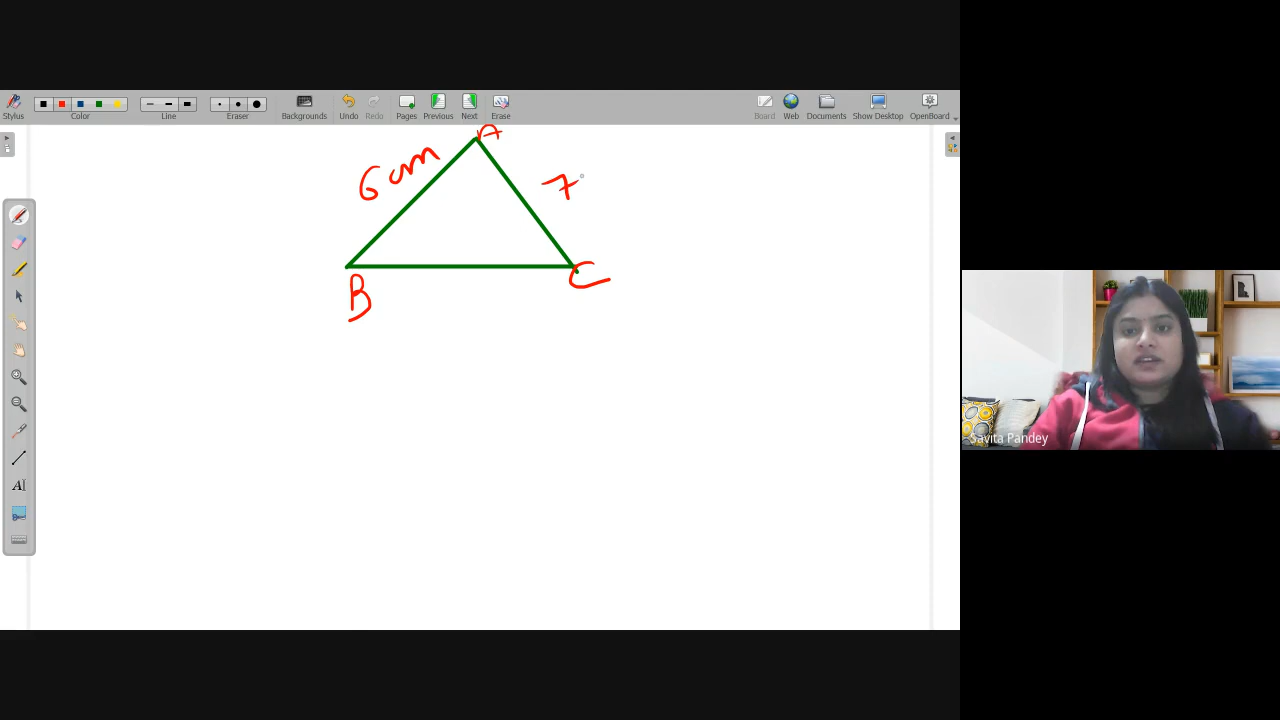 Stylus
Color
Line
Eraser
Backgrounds
Undo
Redo
Pages
Previous
Next
Erase
Board
Web
Documents
Show Desktop
OpenBoard
A
6 cm
7
B
C
Savita Pandey